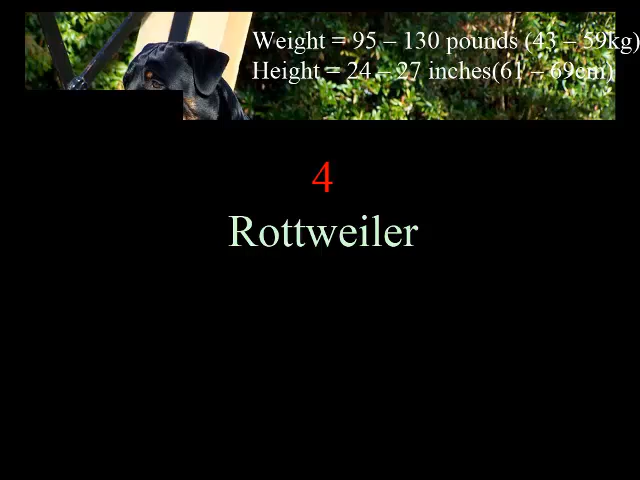 Weight = 95 – 130 pounds (43 – 59kg)
Height = 24 – 27 inches(61 – 69cm)
4
Rottweiler